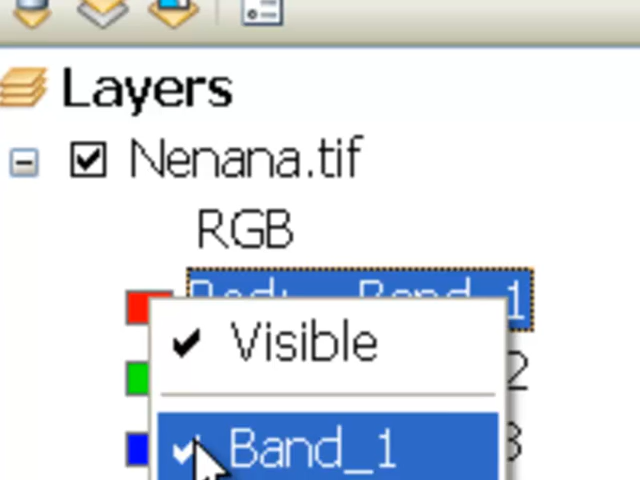 Layers
Nenana.tif
RGB
Red: Band_1
Visible
2
Band_1
3